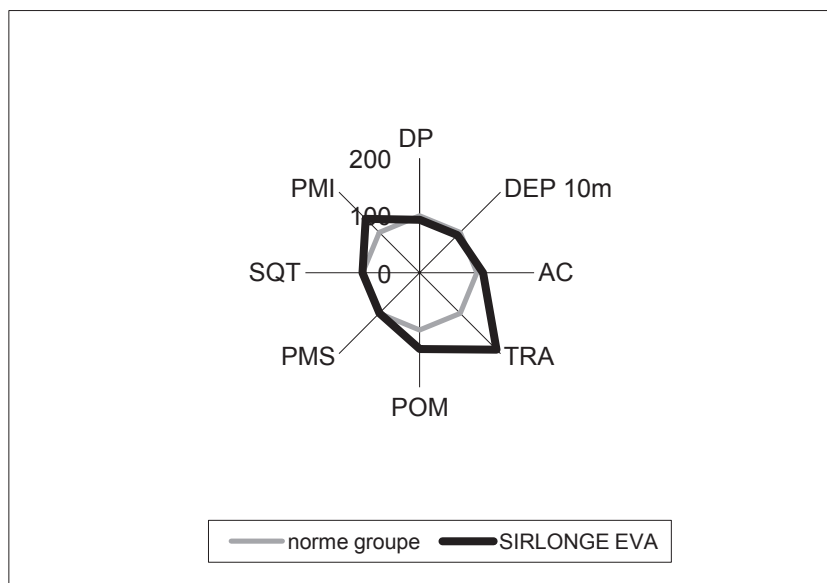 DP
200
PMI
DEP 10m
100
SQT
0
AC
PMS
TRA
POM
norme groupe
SIRLONGE EVA